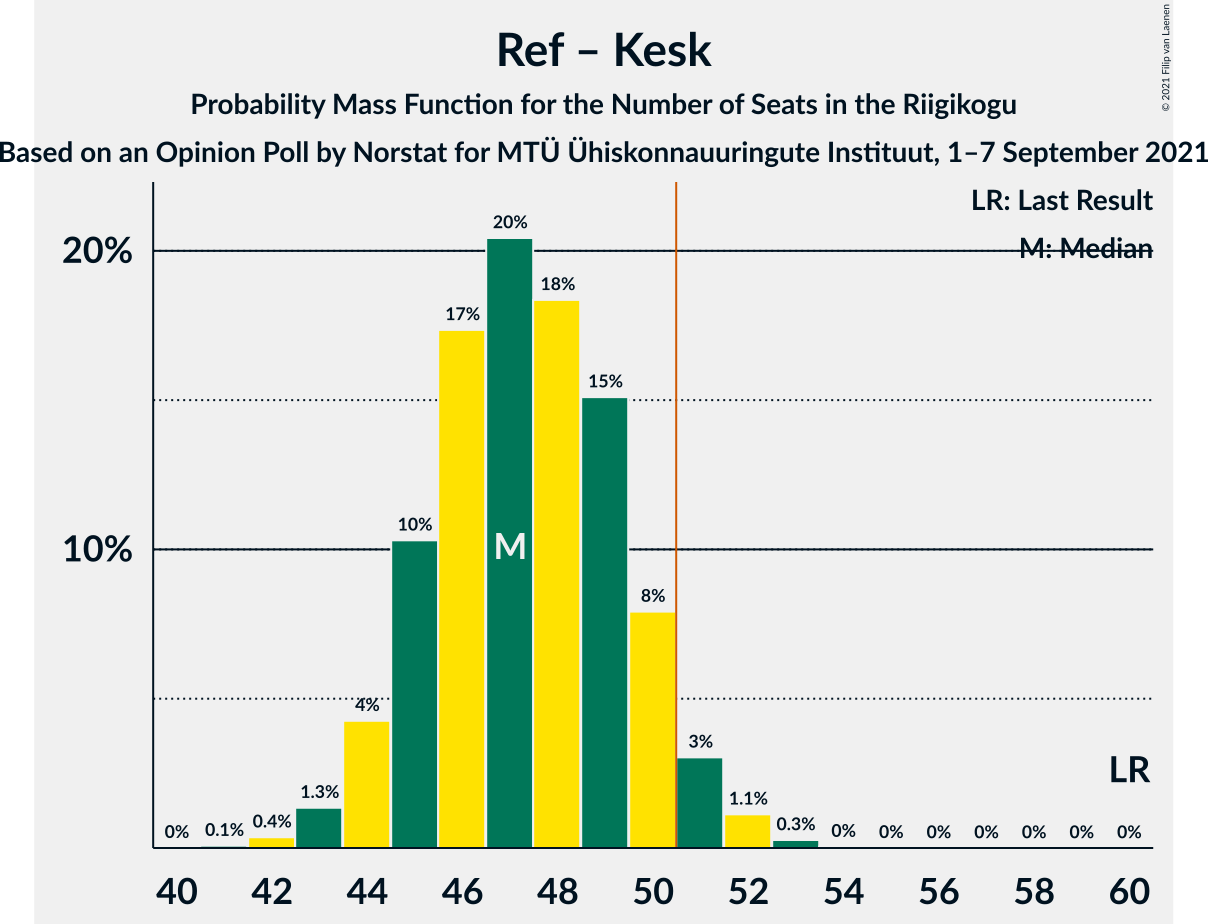 Ref – Kesk
Probability Mass Function for the Number of Seats in the Riigikogu
Based on an Opinion Poll by Norstat for MTÜ Ühiskonnauuringute Instituut, 1–7 September 2021
© 2021 Filip van Laenen
LR: Last Result
M: Median
20%
10%
0%
0.1%
0.4%
1.3%
4%
10%
17%
20%
18%
15%
8%
3%
1.1%
0.3%
0%
0%
0%
0%
0%
0%
0%
M
LR
40 42 44 46 48 50 52 54 56 58 60